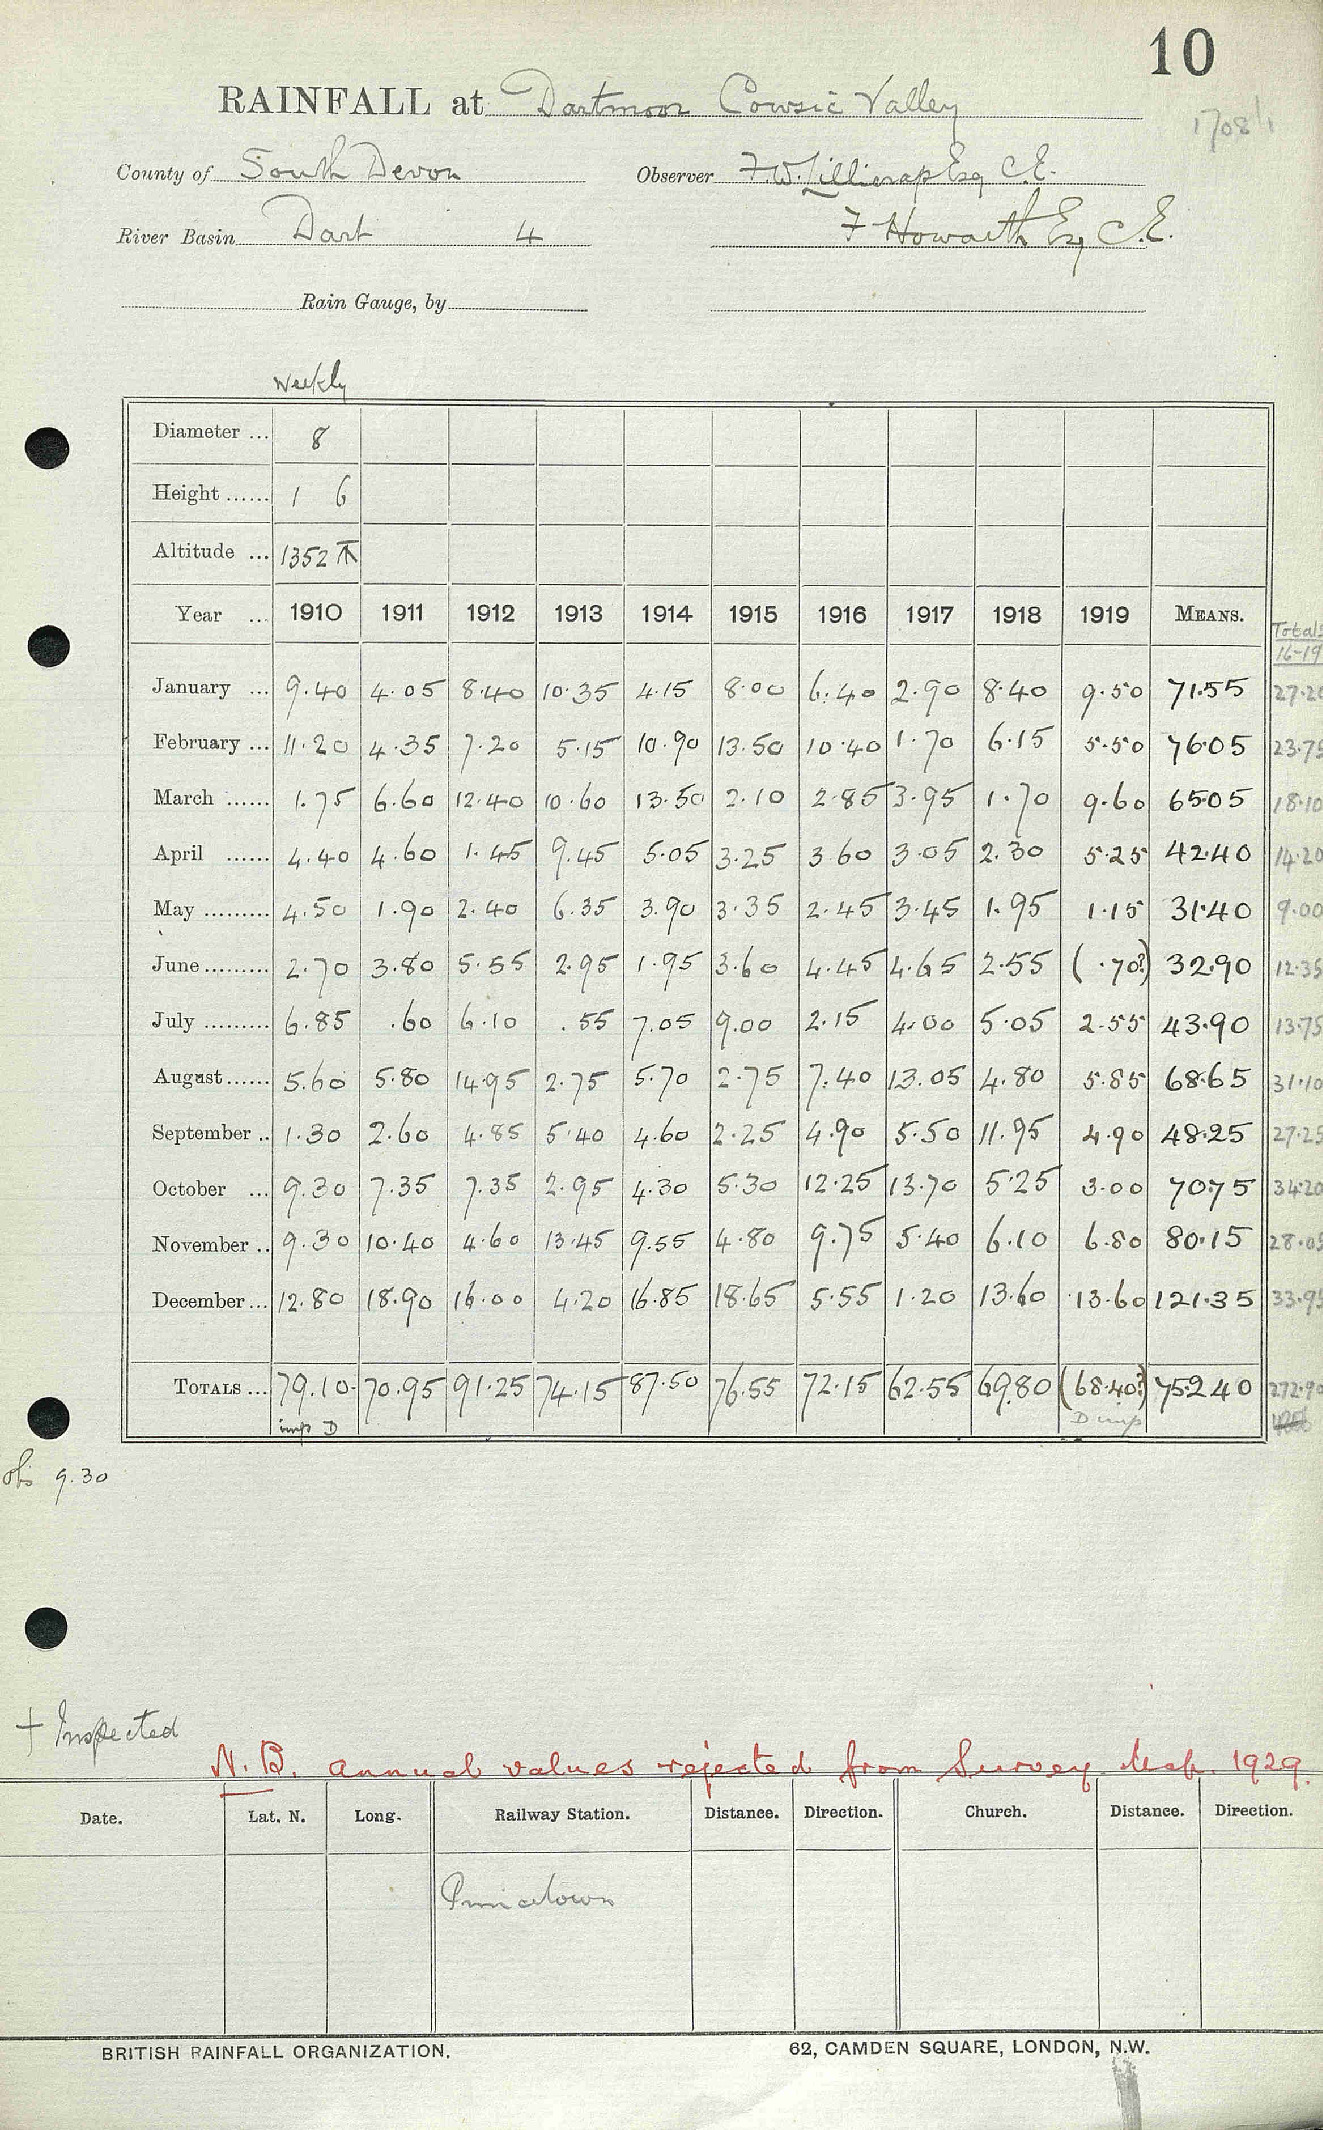 10
RAINFALL at Dartmoor Cowsic Valley
1708/1
County of South Devon Observer F.W. Lillicrap Esq C.E.
River Basin Dart 4 F Howarth Esq C.E.
Rain Gauge, by
Weekly
Diameter ... 8
Height ...... 1 6
Altitude ... 1352
Year ... 1910 1911 1912 1913 1914 1915 1916 1917 1918 1919 MEANS. Totals 16-19
January ... 9.40 4.05 8.40 10.35 4.15 8.00 6.40 2.90 8.40 9.50 71.55 27.20
February ... 11.20 4.35 7.20 5.15 10.90 13.50 10.40 1.70 6.15 5.50 76.05 23.75
March ...... 1.75 6.60 12.40 10.60 13.50 2.10 2.85 3.95 1.70 9.60 65.05 18.10
April ...... 4.40 4.60 1.45 9.45 5.05 3.25 3.60 3.05 2.30 5.25 42.40 14.20
May ......... 4.50 1.90 2.40 6.35 3.90 3.35 2.45 3.45 1.95 1.15 31.40 9.00
June ......... 2.70 3.80 5.55 2.95 1.95 3.60 4.45 4.65 2.55 (.70?) 32.90 12.35
July ......... 6.85 .60 6.10 .55 7.05 9.00 2.15 4.00 5.05 2.55 43.90 13.75
August ...... 5.60 5.80 14.95 2.75 5.70 2.75 7.40 13.05 4.80 5.85 68.65 31.10
September .. 1.30 2.60 4.85 5.40 4.60 2.25 4.90 5.50 11.95 4.90 48.25 27.25
October ... 9.30 7.35 7.35 2.95 4.30 5.30 12.25 13.70 5.25 3.00 70.75 34.20
November .. 9.30 10.40 4.60 13.45 9.55 4.80 9.75 5.40 6.10 6.80 80.15 28.05
December ... 12.80 18.90 16.00 4.20 16.85 18.65 5.55 1.20 13.60 13.60 121.35 33.95
TOTALS ... 79.10 70.95 91.25 74.15 87.50 76.55 72.15 62.55 69.80 (68.40?) 752.40 272.90
imp D D imp
9.30
+ Inspected
N.B. Annual values rejected from Survey Map. 1929.
Date. Lat. N. Long. Railway Station. Distance. Direction. Church. Distance. Direction.
Princetown
BRITISH RAINFALL ORGANIZATION. 62, CAMDEN SQUARE, LONDON, N.W.